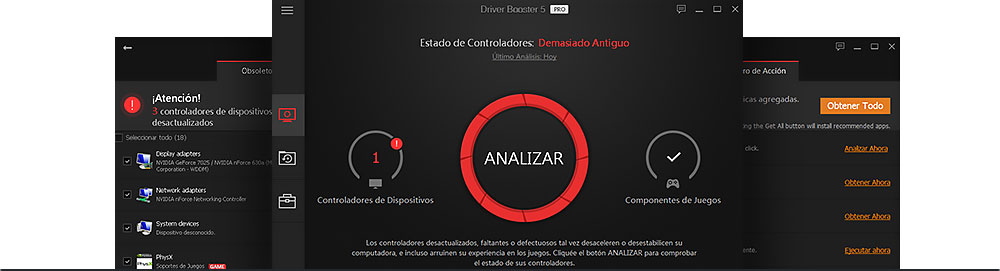 Driver Booster 5 PRO
Estado de Controladores: Demasiado Antiguo
Último Análisis: Hoy
1
ANALIZAR
Controladores de Dispositivos
Componentes de Juegos
Los controladores desactualizados, faltantes o defectuosos tal vez desaceleren o desestabilicen su
computadora, e incluso arruinen su experiencia en los juegos. Cliquée el botón ANALIZAR para comprobar
el estado de sus controladores.
Obsoleto
¡Atención!
3 controladores de dispositivos
desactualizados
Seleccionar todo (18)
Display adapters
NVIDIA GeForce 7025 / NVIDIA nForce 630a (M
Corporation - WDDM)
Network adapters
NVIDIA nForce Networking Controller
System devices
Dispositivo desconocido.
PhysX
Soportes de Juegos GAME
ro de Acción
icas agregadas.
Obtener Todo
ing the Get All button will install recommended apps.
click.
Analizar Ahora
Obtener Ahora
Obtener Ahora
ente.
Ejecutar ahora